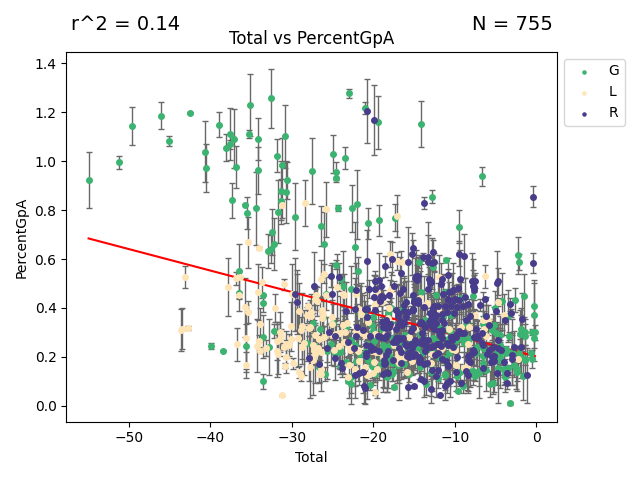 r^2 = 0.14
N = 755
Total vs PercentGpA
G
L
R
1.4
1.2
1.0
0.8
0.6
0.4
0.2
0.0
PercentGpA
−50
−40
−30
−20
−10
0
Total